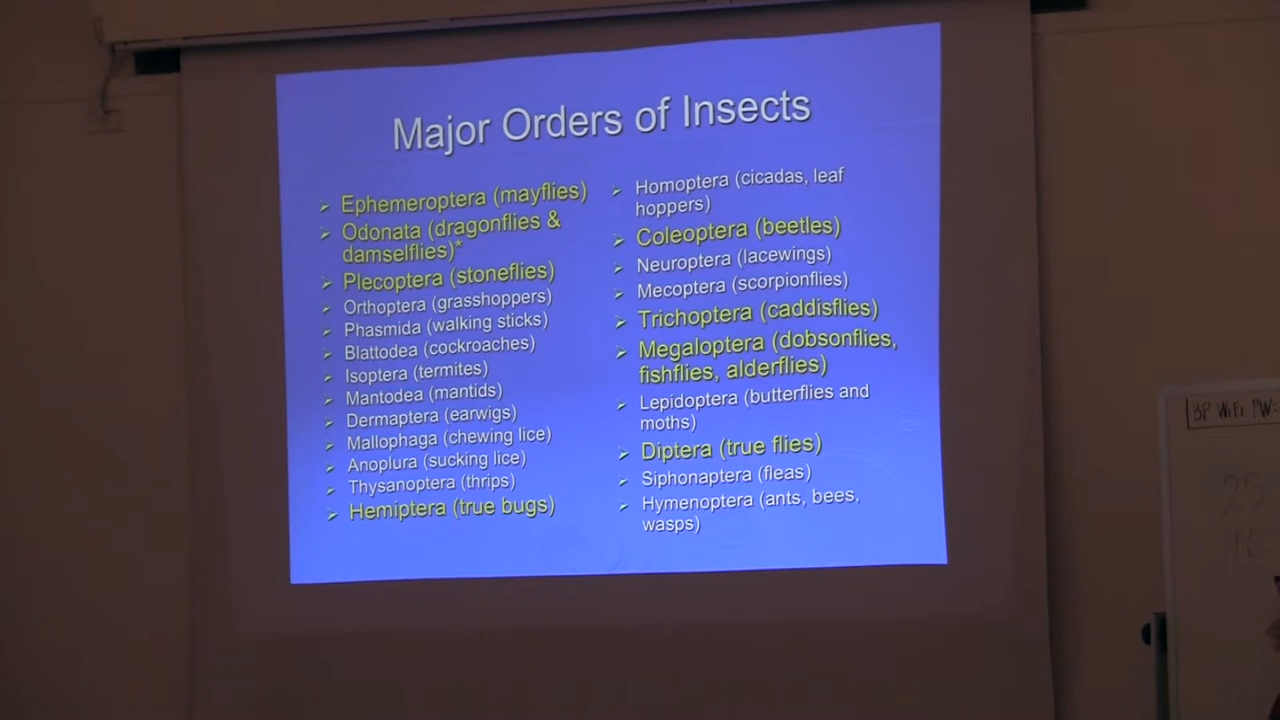 Major Orders of Insects
Ephemeroptera (mayflies)
Odonata (dragonflies &
damselflies)*
Plecoptera (stoneflies)
Orthoptera (grasshoppers)
Phasmida (walking sticks)
Blattodea (cockroaches)
Isoptera (termites)
Mantodea (mantids)
Dermaptera (earwigs)
Mallophaga (chewing lice)
Anoplura (sucking lice)
Thysanoptera (thrips)
Hemiptera (true bugs)
Homoptera (cicadas, leaf
hoppers)
Coleoptera (beetles)
Neuroptera (lacewings)
Mecoptera (scorpionflies)
Trichoptera (caddisflies)
Megaloptera (dobsonflies,
fishflies, alderflies)
Lepidoptera (butterflies and
moths)
Diptera (true flies)
Siphonaptera (fleas)
Hymenoptera (ants, bees,
wasps)
BP WiFi PW: